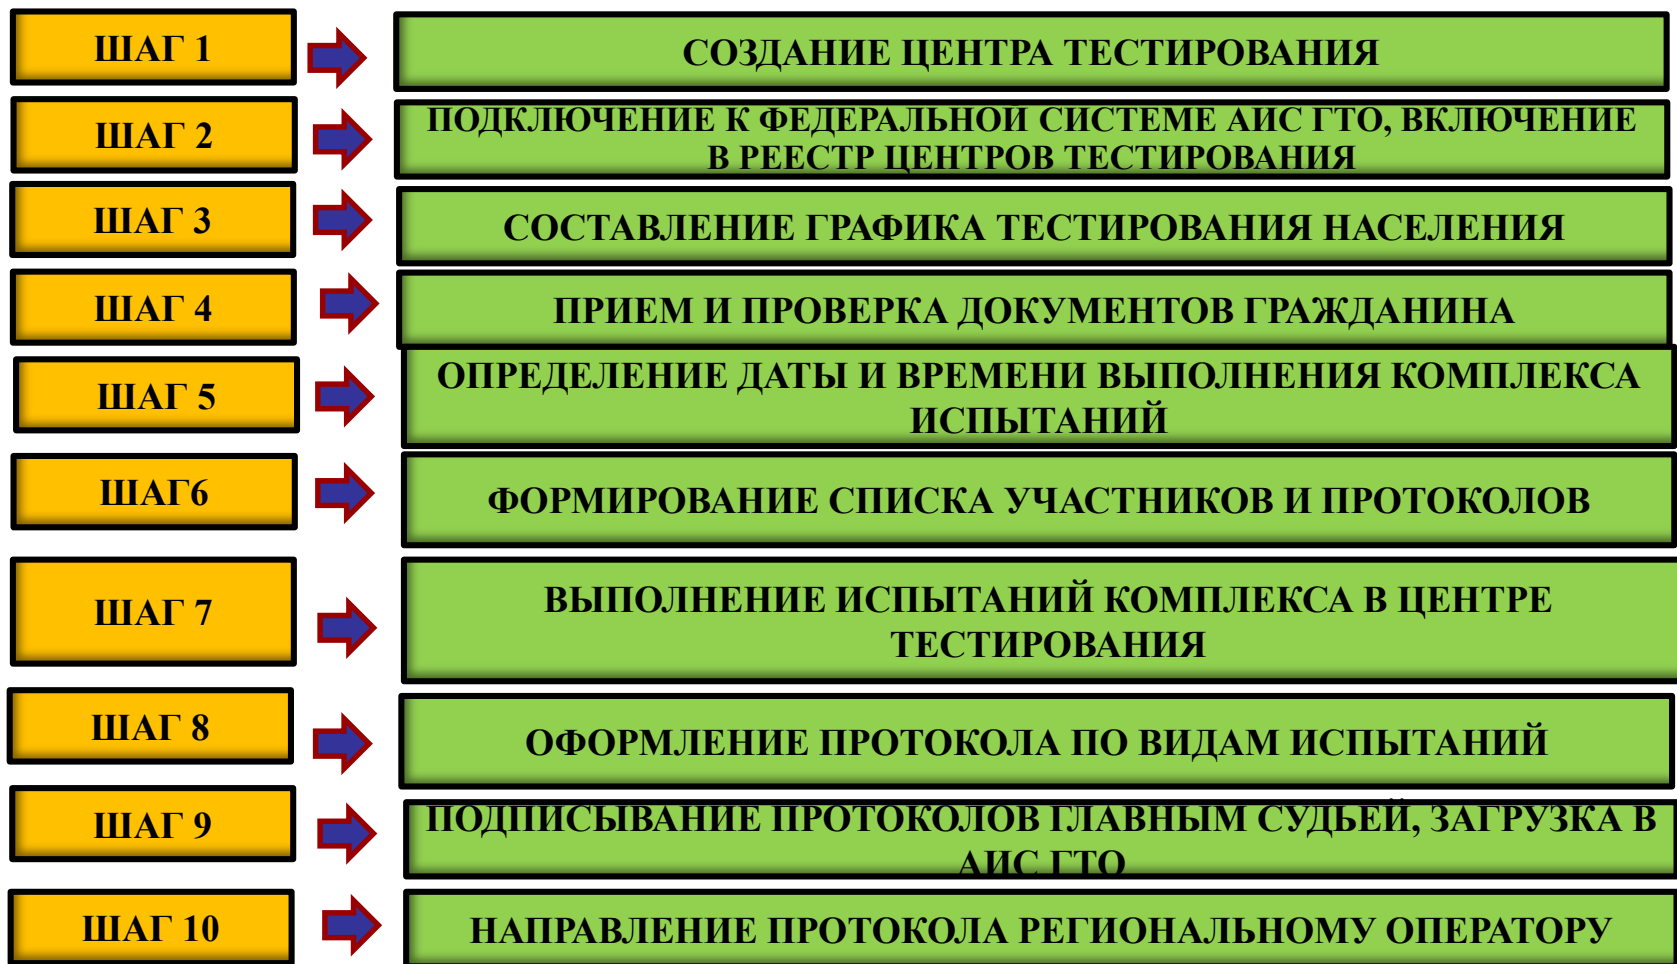 ШАГ 1
СОЗДАНИЕ ЦЕНТРА ТЕСТИРОВАНИЯ
ШАГ 2
ПОДКЛЮЧЕНИЕ К ФЕДЕРАЛЬНОЙ СИСТЕМЕ АИС ГТО, ВКЛЮЧЕНИЕ
В РЕЕСТР ЦЕНТРОВ ТЕСТИРОВАНИЯ
ШАГ 3
СОСТАВЛЕНИЕ ГРАФИКА ТЕСТИРОВАНИЯ НАСЕЛЕНИЯ
ШАГ 4
ПРИЕМ И ПРОВЕРКА ДОКУМЕНТОВ ГРАЖДАНИНА
ШАГ 5
ОПРЕДЕЛЕНИЕ ДАТЫ И ВРЕМЕНИ ВЫПОЛНЕНИЯ КОМПЛЕКСА
ИСПЫТАНИЙ
ШАГ6
ФОРМИРОВАНИЕ СПИСКА УЧАСТНИКОВ И ПРОТОКОЛОВ
ШАГ 7
ВЫПОЛНЕНИЕ ИСПЫТАНИЙ КОМПЛЕКСА В ЦЕНТРЕ
ТЕСТИРОВАНИЯ
ШАГ 8
ОФОРМЛЕНИЕ ПРОТОКОЛА ПО ВИДАМ ИСПЫТАНИЙ
ШАГ 9
ПОДПИСЫВАНИЕ ПРОТОКОЛОВ ГЛАВНЫМ СУДЬЕЙ, ЗАГРУЗКА В
АИС ГТО
ШАГ 10
НАПРАВЛЕНИЕ ПРОТОКОЛА РЕГИОНАЛЬНОМУ ОПЕРАТОРУ